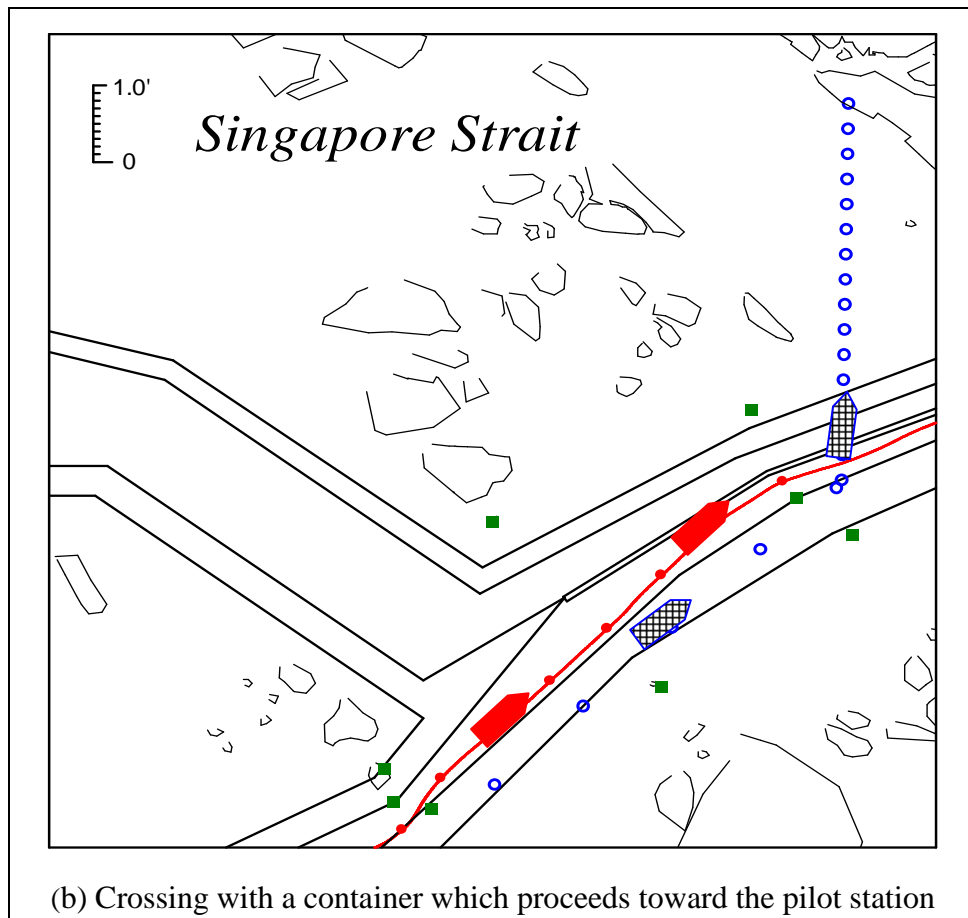 1.0'
Singapore Strait
0
(b) Crossing with a container which proceeds toward the pilot station